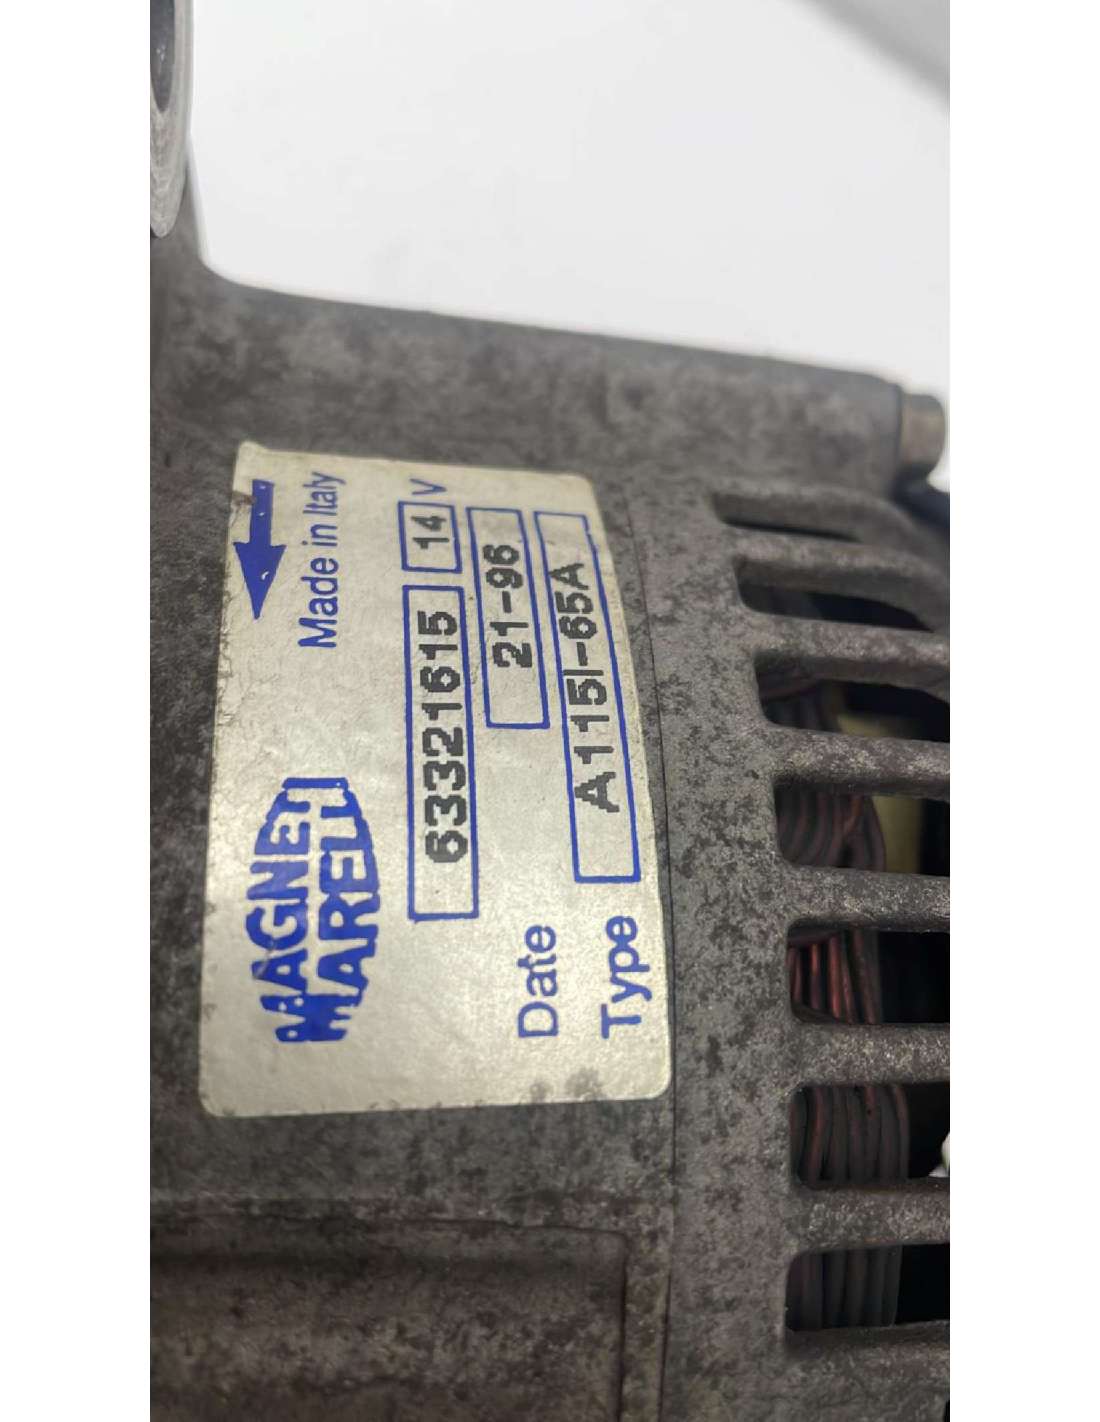 MAGNETI
MARELLI
Made in Italy
63321615 14 V
Date 21-96
Type A115I-65A